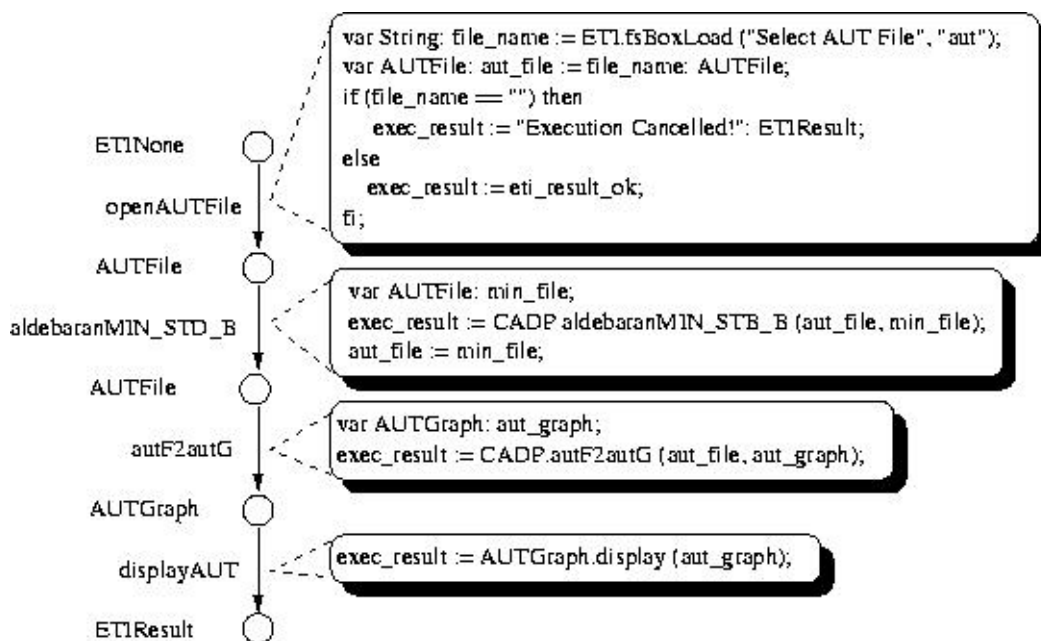 var String: file_name := ETI.fsBoxLoad ("Select AUT File", "aut");
var AUTFile: aut_file := file_name: AUTFile;
if (file_name == "") then
exec_result := "Execution Cancelled!": ETIResult;
else
exec_result := eti_result_ok;
fi;
ETINone
openAUTFile
AUTFile
var AUTFile: min_file;
exec_result := CADP.aldebaranMIN_STB_B (aut_file, min_file);
aut_file := min_file;
aldebaranMIN_STD_B
AUTFile
var AUTGraph: aut_graph;
exec_result := CADP.autF2autG (aut_file, aut_graph);
autF2autG
AUTGraph
exec_result := AUTGraph.display (aut_graph);
displayAUT
ETIResult